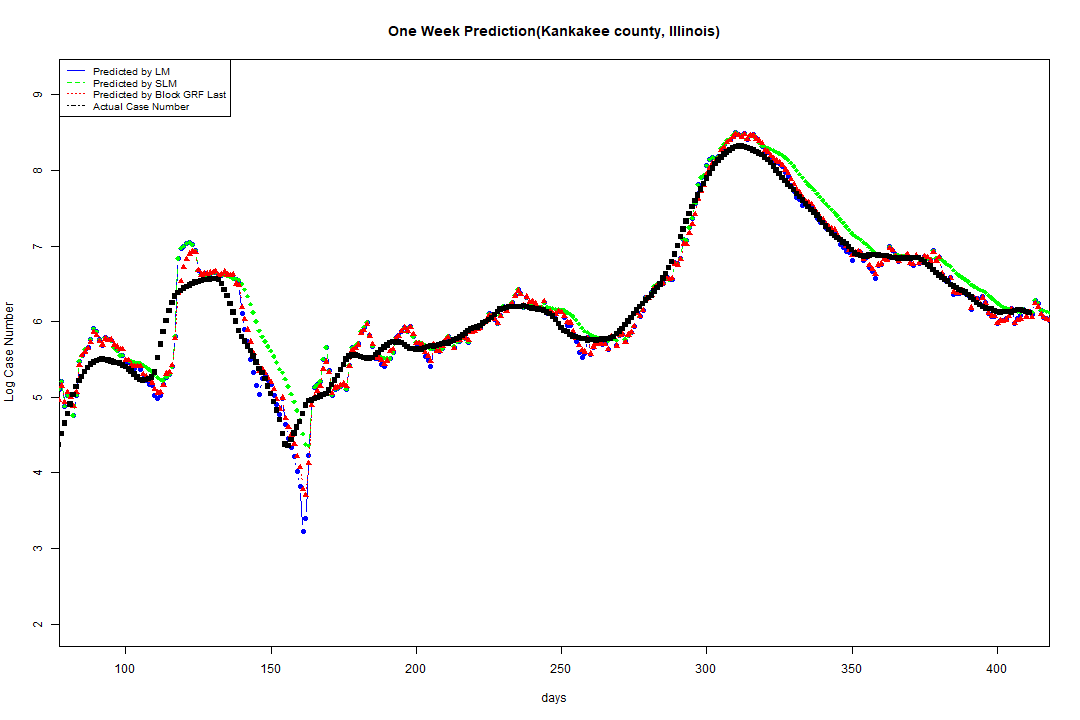 One Week Prediction(Kankakee county, Illinois)
Predicted by LM
Predicted by SLM
Predicted by Block GRF Last
Actual Case Number
Log Case Number
9
8
7
6
5
4
3
2
100 150 200 250 300 350 400
days